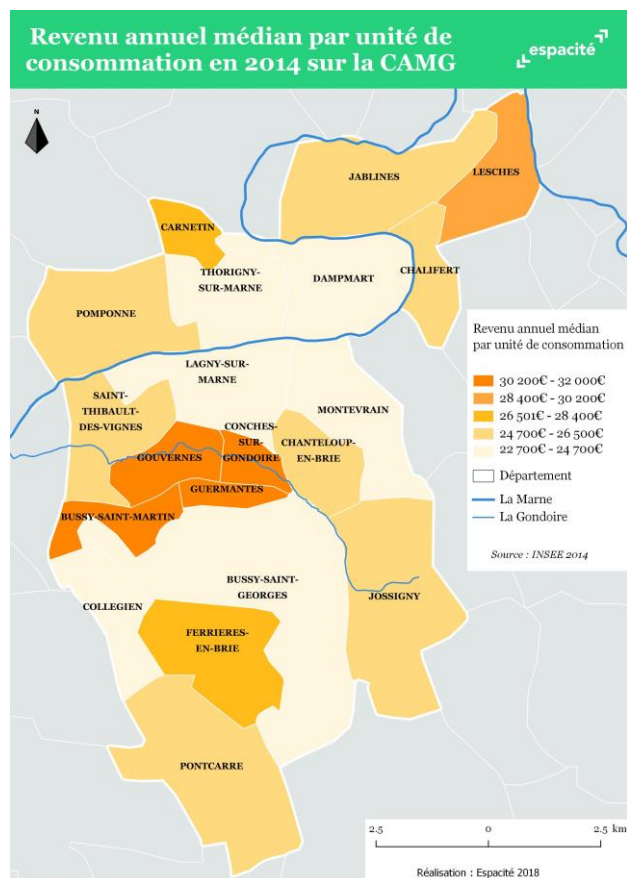 Revenu annuel médian par unité de
consommation en 2014 sur la CAMG
espacité
N
JABLINES
LESCHES
CARNETIN
THORIGNY-
SUR-MARNE
DAMPMART
CHALIFERT
POMPONNE
Revenu annuel médian
par unité de consommation
30 200€ - 32 000€
28 400€ - 30 200€
26 501€ - 28 400€
24 700€ - 26 500€
22 700€ - 24 700€
Département
La Marne
La Gondoire
Source : INSEE 2014
LAGNY-SUR-
MARNE
SAINT-
THIBAULT-
DES-VIGNES
MONTEVRAIN
CONCHES-
SUR-
GONDOIRE
CHANTELOUP-
EN-BRIE
GOUVERNES
GUERMANTES
BUSSY-SAINT-MARTIN
BUSSY-SAINT-
GEORGES
COLLEGIEN
JOSSIGNY
FERRIERES-
EN-BRIE
PONTCARRE
2.5 0 2.5 km
Réalisation : Espacité 2018